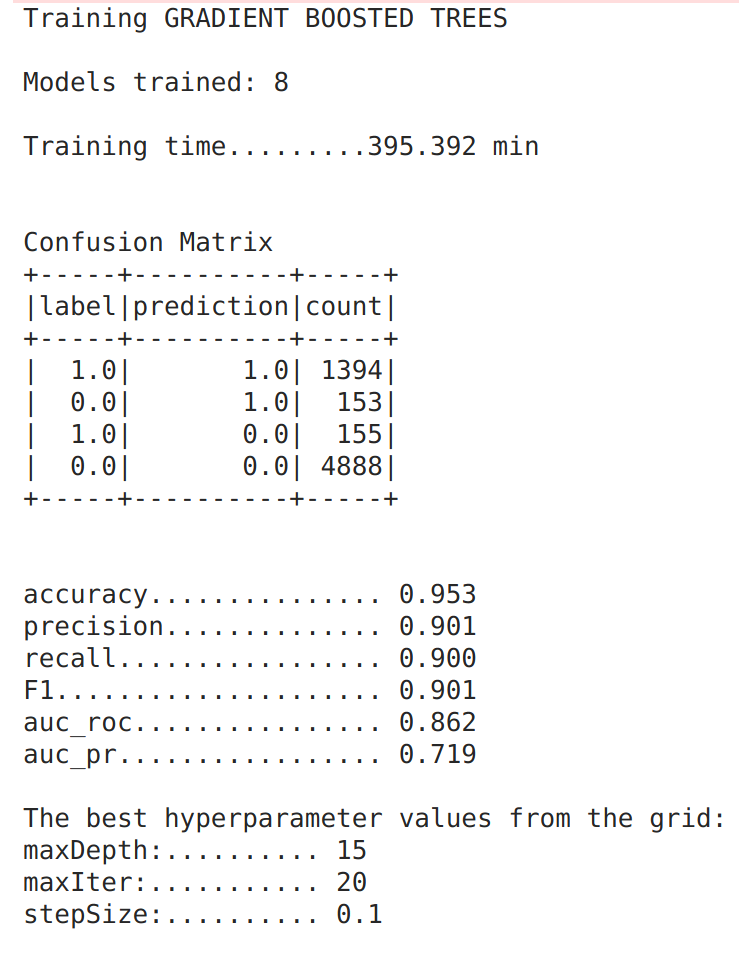 Training GRADIENT BOOSTED TREES
Models trained: 8
Training time.........395.392 min
Confusion Matrix
+-----+----------+-----+
|label|prediction|count|
+-----+----------+-----+
|  1.0|       1.0| 1394|
|  0.0|       1.0|  153|
|  1.0|       0.0|  155|
|  0.0|       0.0| 4888|
+-----+----------+-----+
accuracy............... 0.953
precision.............. 0.901
recall................. 0.900
F1..................... 0.901
auc_roc................ 0.862
auc_pr................. 0.719
The best hyperparameter values from the grid:
maxDepth:.......... 15
maxIter:........... 20
stepSize:.......... 0.1